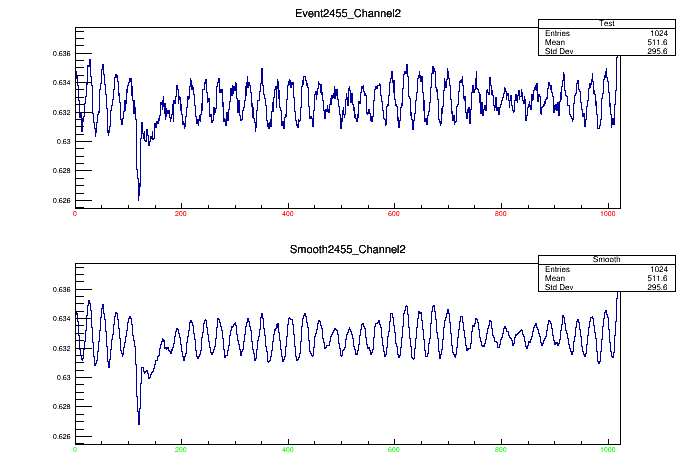 Event2455_Channel2
Test
Entries 1024
Mean 511.6
Std Dev 295.6
0.636
0.634
0.632
0.63
0.628
0.626
0 200 400 600 800 1000
Smooth2455_Channel2
Smooth
Entries 1024
Mean 511.6
Std Dev 295.6
0.636
0.634
0.632
0.63
0.628
0.626
0 200 400 600 800 1000